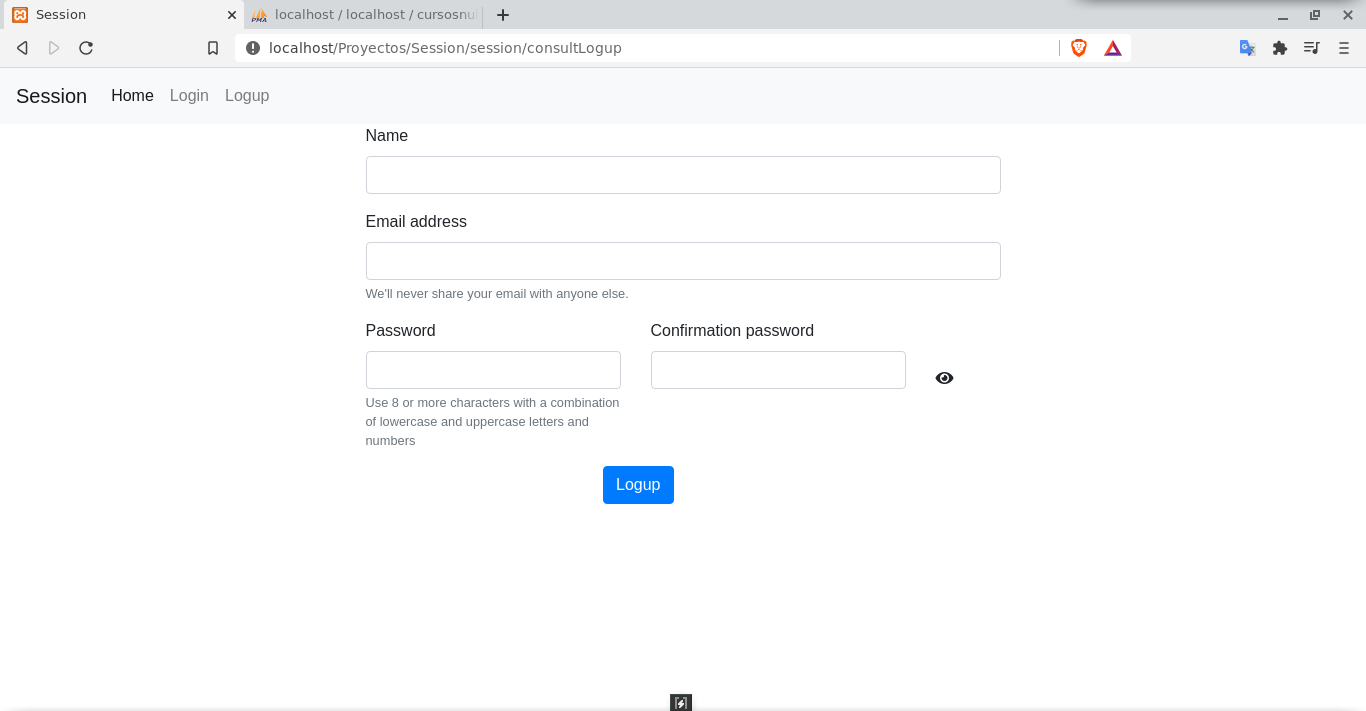 Session
localhost / localhost / cursosnu
localhost/Proyectos/Session/session/consultLogup
Session Home Login Logup
Name
Email address
We'll never share your email with anyone else.
Password Confirmation password
Use 8 or more characters with a combination
of lowercase and uppercase letters and
numbers
Logup